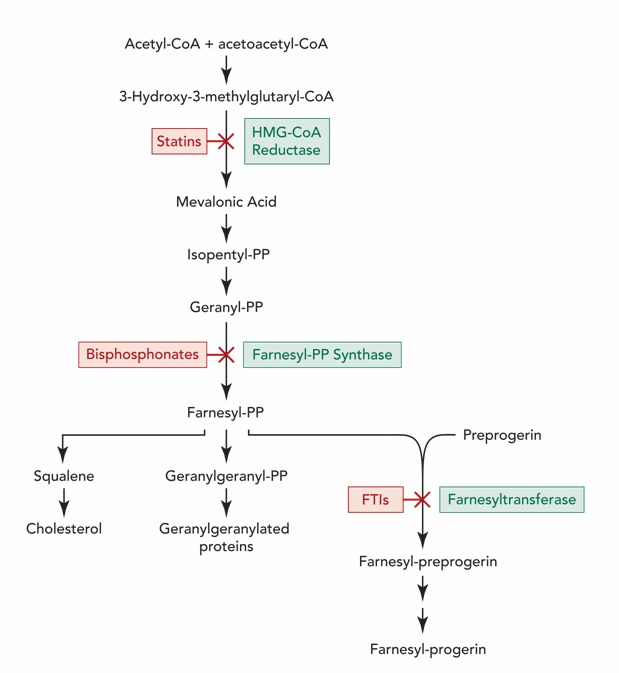 Acetyl-CoA + acetoacetyl-CoA
3-Hydroxy-3-methylglutaryl-CoA
Statins
HMG-CoA
Reductase
Mevalonic Acid
Isopentyl-PP
Geranyl-PP
Bisphosphonates
Farnesyl-PP Synthase
Farnesyl-PP
Preprogerin
Squalene
Geranylgeranyl-PP
FTIs
Farnesyltransferase
Cholesterol
Geranylgeranylated
proteins
Farnesyl-preprogerin
Farnesyl-progerin